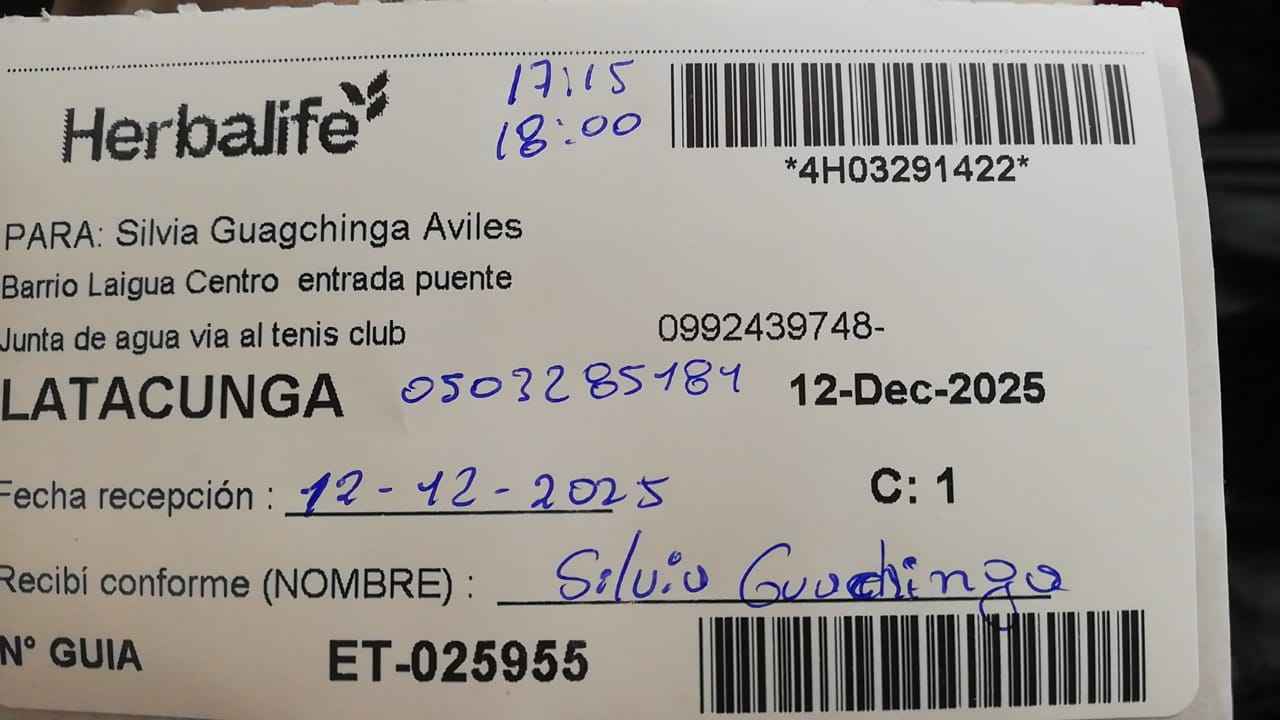 Herbalife
17:15
18:00
*4H03291422*
PARA: Silvia Guagchinga Aviles
Barrio Laigua Centro entrada puente
Junta de agua via al tenis club
0992439748-
LATACUNGA 0503285184 12-Dec-2025
Fecha recepción : 12-12-2025 C: 1
Recibí conforme (NOMBRE) : Silvia Guachinga
N° GUIA ET-025955